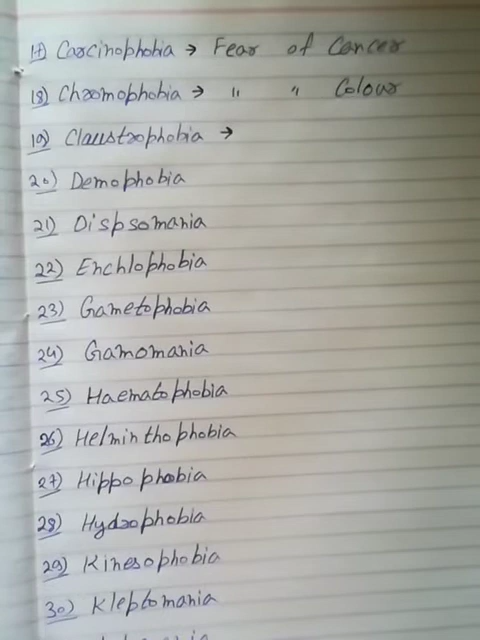 17) Carcinophobia → Fear of Cancer
18) Chromophobia → " " Colour
19) Claustrophobia →
20) Demophobia
21) Dispsomania
22) Enchlophobia
23) Gametophobia
24) Gamomania
25) Haematophobia
26) Helminthophobia
27) Hippophobia
28) Hydrophobia
29) Kinesophobia
30) Kleptomania